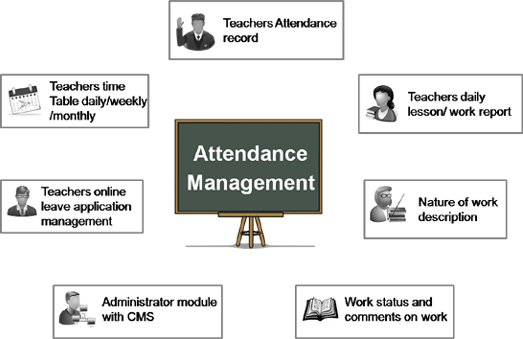 Teachers Attendance
record
Teachers time
Table daily/weekly
/monthly
Teachers daily
lesson/ work report
Attendance
Management
Teachers online
leave application
management
Nature of work
description
Administrator module
with CMS
Work status and
comments on work